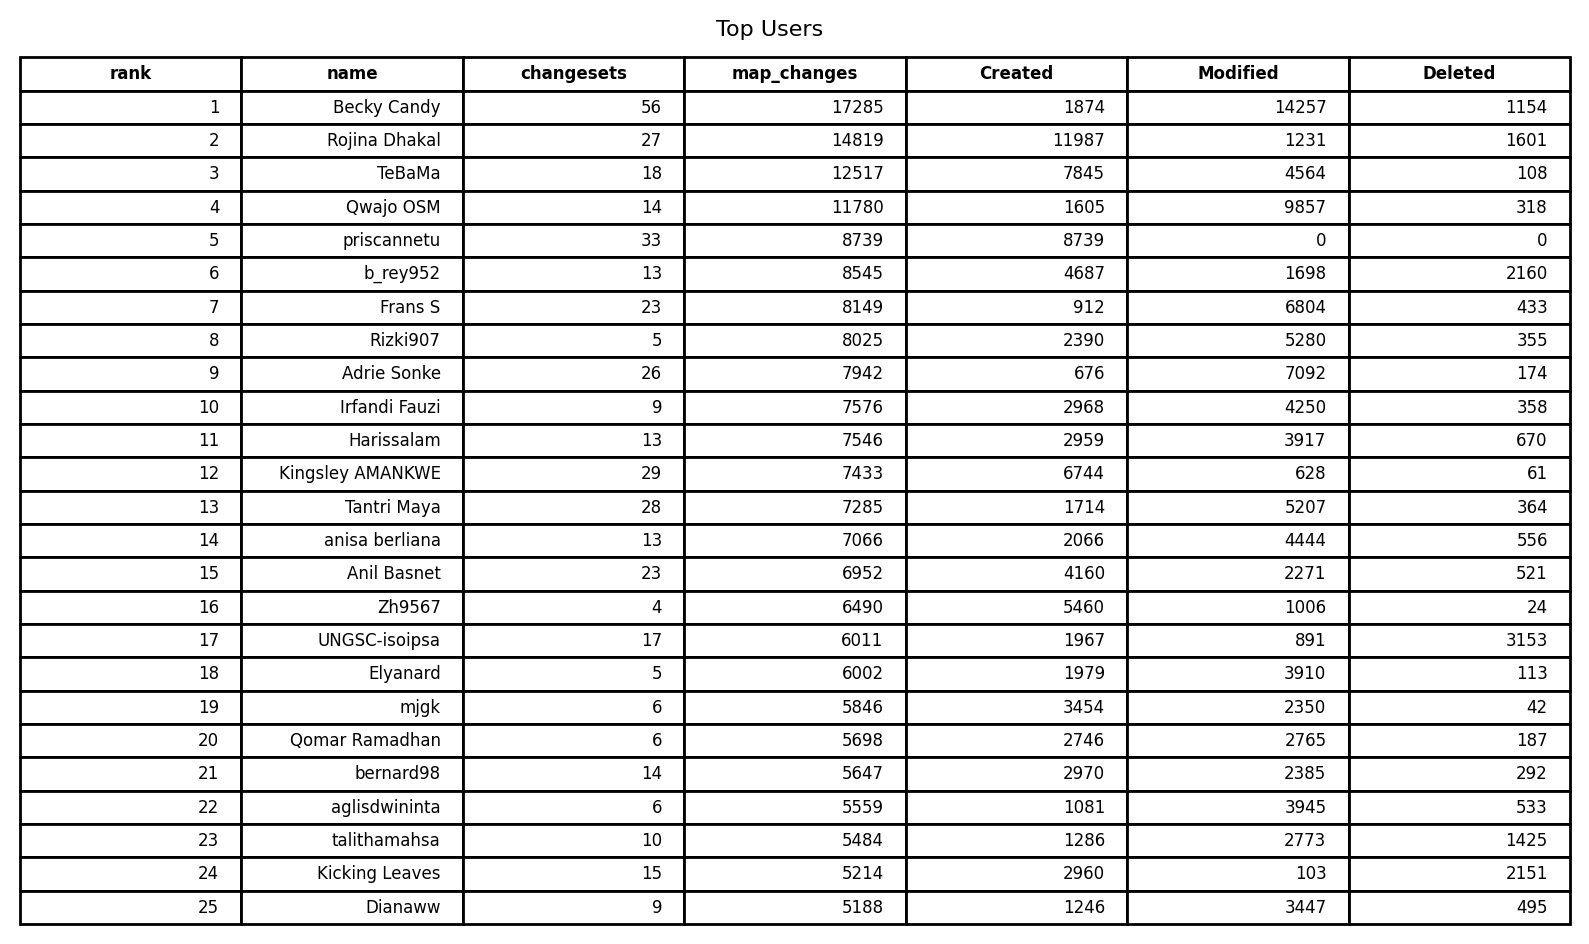 Top Users
rank name changesets map_changes Created Modified Deleted
1 Becky Candy 56 17285 1874 14257 1154
2 Rojina Dhakal 27 14819 11987 1231 1601
3 TeBaMa 18 12517 7845 4564 108
4 Qwajo OSM 14 11780 1605 9857 318
5 priscannetu 33 8739 8739 0 0
6 b_rey952 13 8545 4687 1698 2160
7 Frans S 23 8149 912 6804 433
8 Rizki907 5 8025 2390 5280 355
9 Adrie Sonke 26 7942 676 7092 174
10 Irfandi Fauzi 9 7576 2968 4250 358
11 Harissalam 13 7546 2959 3917 670
12 Kingsley AMANKWE 29 7433 6744 628 61
13 Tantri Maya 28 7285 1714 5207 364
14 anisa berliana 13 7066 2066 4444 556
15 Anil Basnet 23 6952 4160 2271 521
16 Zh9567 4 6490 5460 1006 24
17 UNGSC-isoipsa 17 6011 1967 891 3153
18 Elyanard 5 6002 1979 3910 113
19 mjgk 6 5846 3454 2350 42
20 Qomar Ramadhan 6 5698 2746 2765 187
21 bernard98 14 5647 2970 2385 292
22 aglisdwininta 6 5559 1081 3945 533
23 talithamahsa 10 5484 1286 2773 1425
24 Kicking Leaves 15 5214 2960 103 2151
25 Dianaww 9 5188 1246 3447 495